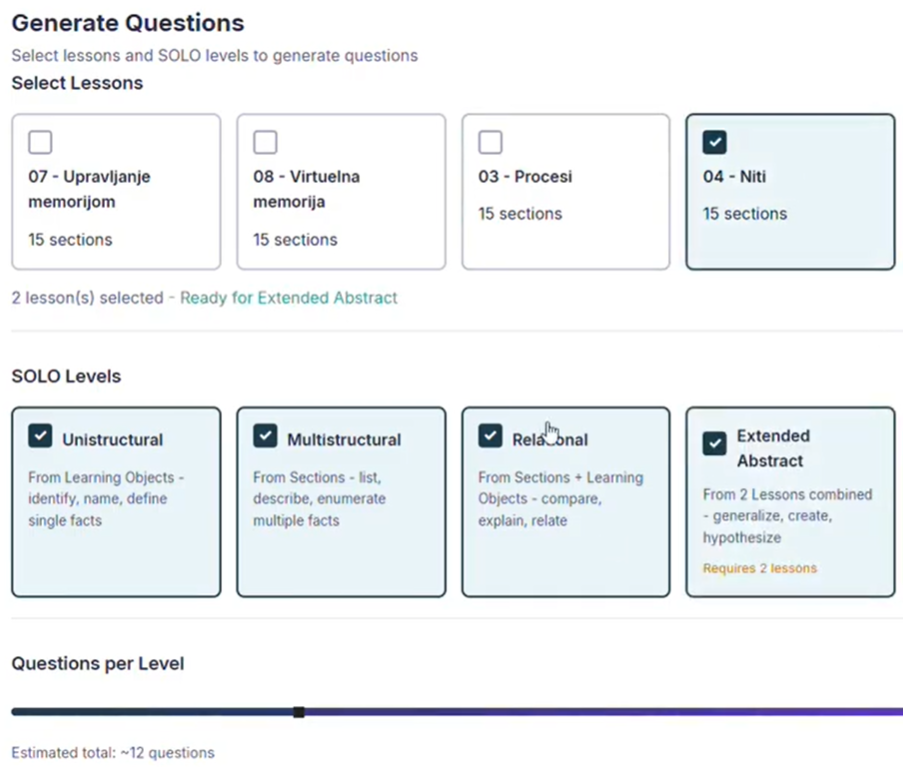 Generate Questions
Select lessons and SOLO levels to generate questions
Select Lessons
07 - Upravljanje
memorijom
15 sections
08 - Virtuelna
memorija
15 sections
03 - Procesi
15 sections
04 - Niti
15 sections
2 lesson(s) selected - Ready for Extended Abstract
SOLO Levels
Unistructural
From Learning Objects -
identify, name, define
single facts
Multistructural
From Sections - list,
describe, enumerate
multiple facts
Relational
From Sections + Learning
Objects - compare,
explain, relate
Extended
Abstract
From 2 Lessons combined
- generalize, create,
hypothesize
Requires 2 lessons
Questions per Level
Estimated total: ~12 questions